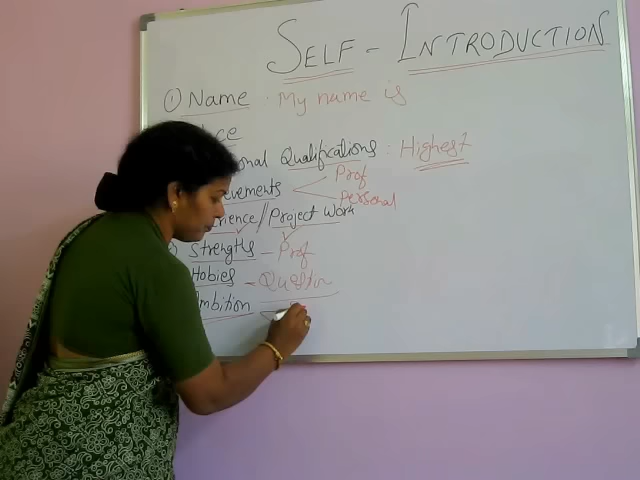 SELF - INTRODUCTION
① Name : My name is
ce
onal Qualifications : Highest
Prof
evements
Personal
rience // Project Work
Strengths - Prof
Hobies - Question
mbition